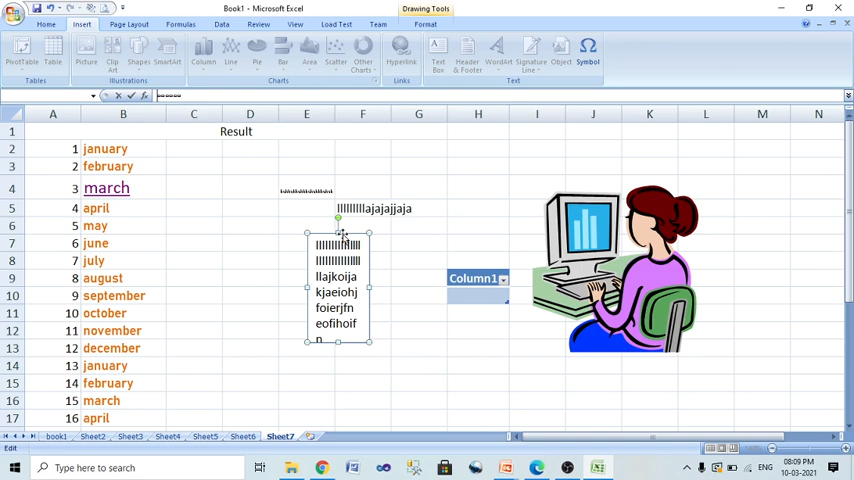 Book1 - Microsoft Excel
Drawing Tools
Home Insert Page Layout Formulas Data Review View Load Test Team Format
PivotTable Table Picture Clip Art Shapes SmartArt Column Line Pie Bar Area Scatter Other Charts Hyperlink Text Box Header & Footer WordArt Signature Line Object Symbol
Tables Illustrations Charts Links Text
A B C D E F G H I J K L M N
1 Result
2 1 january
3 2 february
4 3 march
5 4 april lllllllllajajajjaja
6 5 may
7 6 june
8 7 july
llajkoija
9 8 august Column1
kjaeiohj
10 9 september
foierjfn
11 10 october
eofihoif
12 11 november
n
13 12 december
14 13 january
15 14 february
16 15 march
17 16 april
book1 Sheet2 Sheet3 Sheet4 Sheet5 Sheet6 Sheet7
Edit 100%
Type here to search
ENG
08:09 PM
10-03-2021